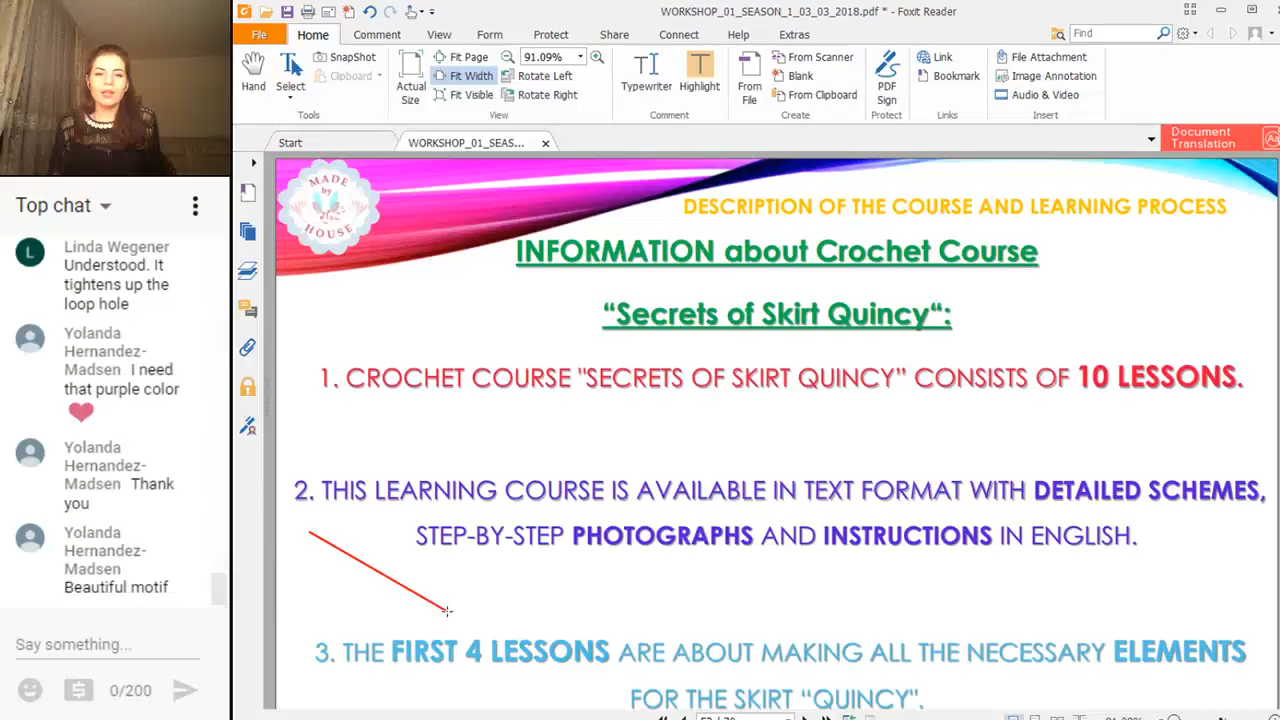 WORKSHOP_01_SEASON_1_03_03_2018.pdf * - Foxit Reader
File Home Comment View Form Protect Share Connect Help Extras
Find
Hand
Select
SnapShot
Clipboard
Tools
Actual
Size
Fit Page
Fit Width
Fit Visible
91.09%
Rotate Left
Rotate Right
View
Typewriter
Highlight
Comment
From
File
From Scanner
Blank
From Clipboard
Create
PDF
Sign
Protect
Link
Bookmark
Links
File Attachment
Image Annotation
Audio & Video
Insert
Start
WORKSHOP_01_SEAS...
Document
Translation
MADE
by
HOUSE
DESCRIPTION OF THE COURSE AND LEARNING PROCESS
INFORMATION about Crochet Course
“Secrets of Skirt Quincy“:
1. CROCHET COURSE "SECRETS OF SKIRT QUINCY” CONSISTS OF 10 LESSONS.
2. THIS LEARNING COURSE IS AVAILABLE IN TEXT FORMAT WITH DETAILED SCHEMES,
STEP-BY-STEP PHOTOGRAPHS AND INSTRUCTIONS IN ENGLISH.
3. THE FIRST 4 LESSONS ARE ABOUT MAKING ALL THE NECESSARY ELEMENTS
FOR THE SKIRT “QUINCY”.
Top chat
L
Linda Wegener
Understood. It
tightens up the
loop hole
Yolanda
Hernandez-
Madsen I need
that purple color
Yolanda
Hernandez-
Madsen Thank
you
Yolanda
Hernandez-
Madsen
Beautiful motif
Say something...
0/200